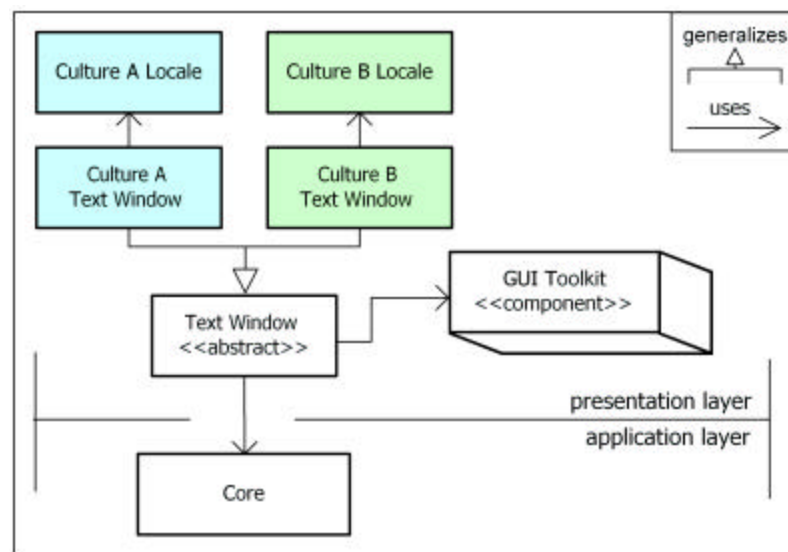 Culture A Locale
Culture B Locale
generalizes
uses
Culture A
Text Window
Culture B
Text Window
GUI Toolkit
<<component>>
Text Window
<<abstract>>
presentation layer
application layer
Core